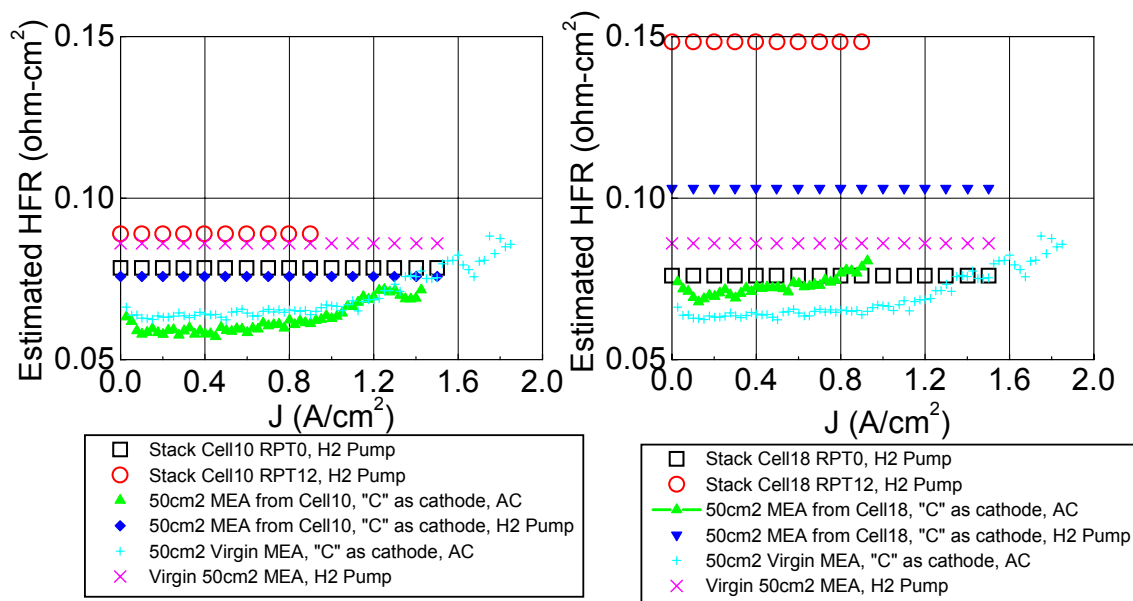 0.15
0.10
0.05
Estimated HFR (ohm-cm2)
0.0 0.4 0.8 1.2 1.6 2.0
J (A/cm2)
Stack Cell10 RPT0, H2 Pump
Stack Cell10 RPT12, H2 Pump
50cm2 MEA from Cell10, "C" as cathode, AC
50cm2 MEA from Cell10, "C" as cathode, H2 Pump
50cm2 Virgin MEA, "C" as cathode, AC
Virgin 50cm2 MEA, H2 Pump
0.15
0.10
0.05
Estimated HFR (ohm-cm2)
0.0 0.4 0.8 1.2 1.6 2.0
J (A/cm2)
Stack Cell18 RPT0, H2 Pump
Stack Cell18 RPT12, H2 Pump
50cm2 MEA from Cell18, "C" as cathode, AC
50cm2 MEA from Cell18, "C" as cathode, H2 Pump
50cm2 Virgin MEA, "C" as cathode, AC
Virgin 50cm2 MEA, H2 Pump